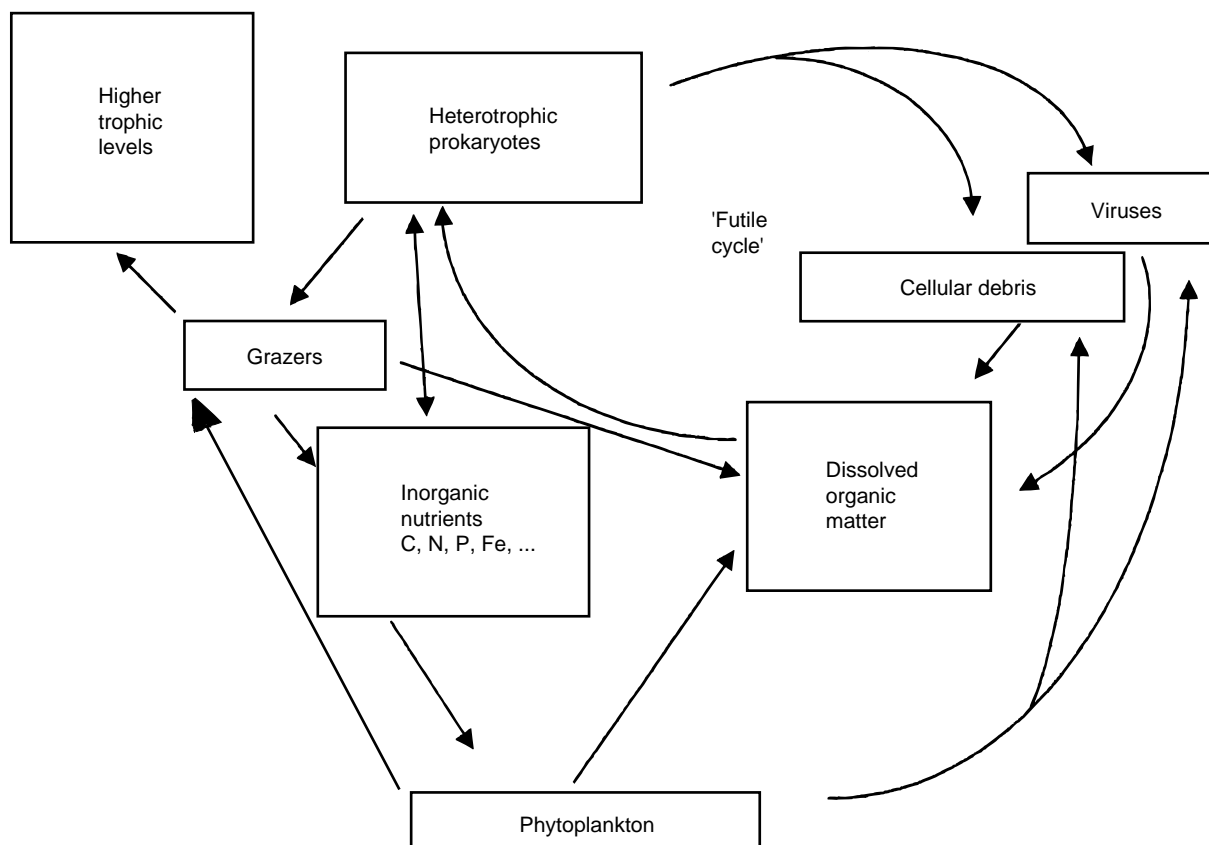 Higher
trophic
levels
Heterotrophic
prokaryotes
'Futile
cycle'
Viruses
Cellular debris
Grazers
Inorganic
nutrients
C, N, P, Fe, ...
Dissolved
organic
matter
Phytoplankton